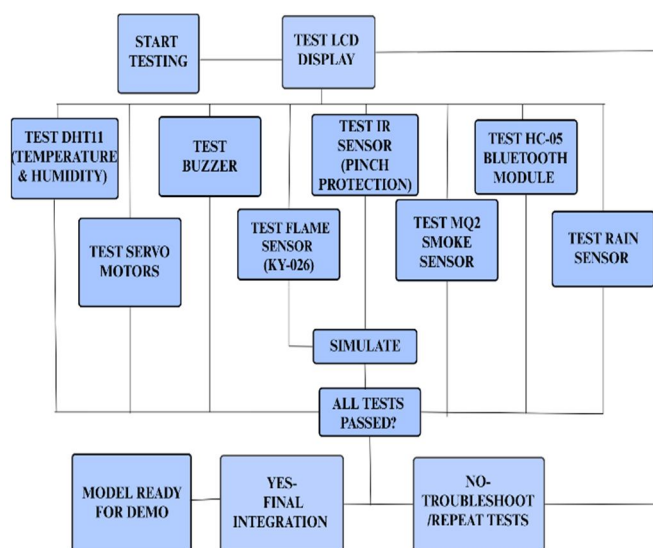 START
TESTING
TEST LCD
DISPLAY
TEST DHT11
(TEMPERATURE
& HUMIDITY)
TEST
BUZZER
TEST IR
SENSOR
(PINCH
PROTECTION)
TEST HC-05
BLUETOOTH
MODULE
TEST SERVO
MOTORS
TEST FLAME
SENSOR
(KY-026)
TEST MQ2
SMOKE
SENSOR
TEST RAIN
SENSOR
SIMULATE
ALL TESTS
PASSED?
MODEL READY
FOR DEMO
YES-
FINAL
INTEGRATION
NO-
TROUBLESHOOT
/REPEAT TESTS